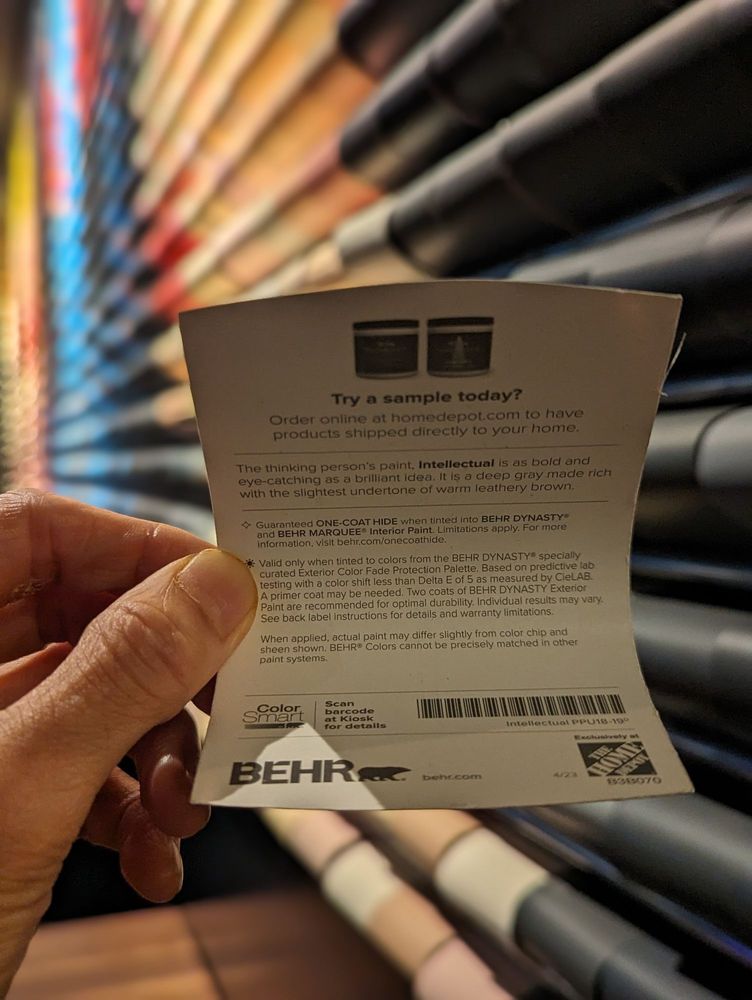 Try a sample today?
Order online at homedepot.com to have
products shipped directly to your home.
The thinking person's paint, Intellectual is as bold and
eye-catching as a brilliant idea. It is a deep gray made rich
with the slightest undertone of warm leathery brown.
✧ Guaranteed ONE-COAT HIDE when tinted into BEHR DYNASTY®
and BEHR MARQUEE® Interior Paint. Limitations apply. For more
information, visit behr.com/onecoathide.
✷ Valid only when tinted to colors from the BEHR DYNASTY® specially
curated Exterior Color Fade Protection Palette. Based on predictive lab
testing with a color shift less than Delta E of 5 as measured by CieLAB.
A primer coat may be needed. Two coats of BEHR DYNASTY Exterior
Paint are recommended for optimal durability. Individual results may vary.
See back label instructions for details and warranty limitations.
When applied, actual paint may differ slightly from color chip and
sheen shown. BEHR® Colors cannot be precisely matched in other
paint systems.
Color
Smart
Scan
barcode
at Kiosk
for details
Intellectual PPU18-19
BEHR
behr.com
4/23
Exclusively at
THE
HOME
DEPOT
B38070